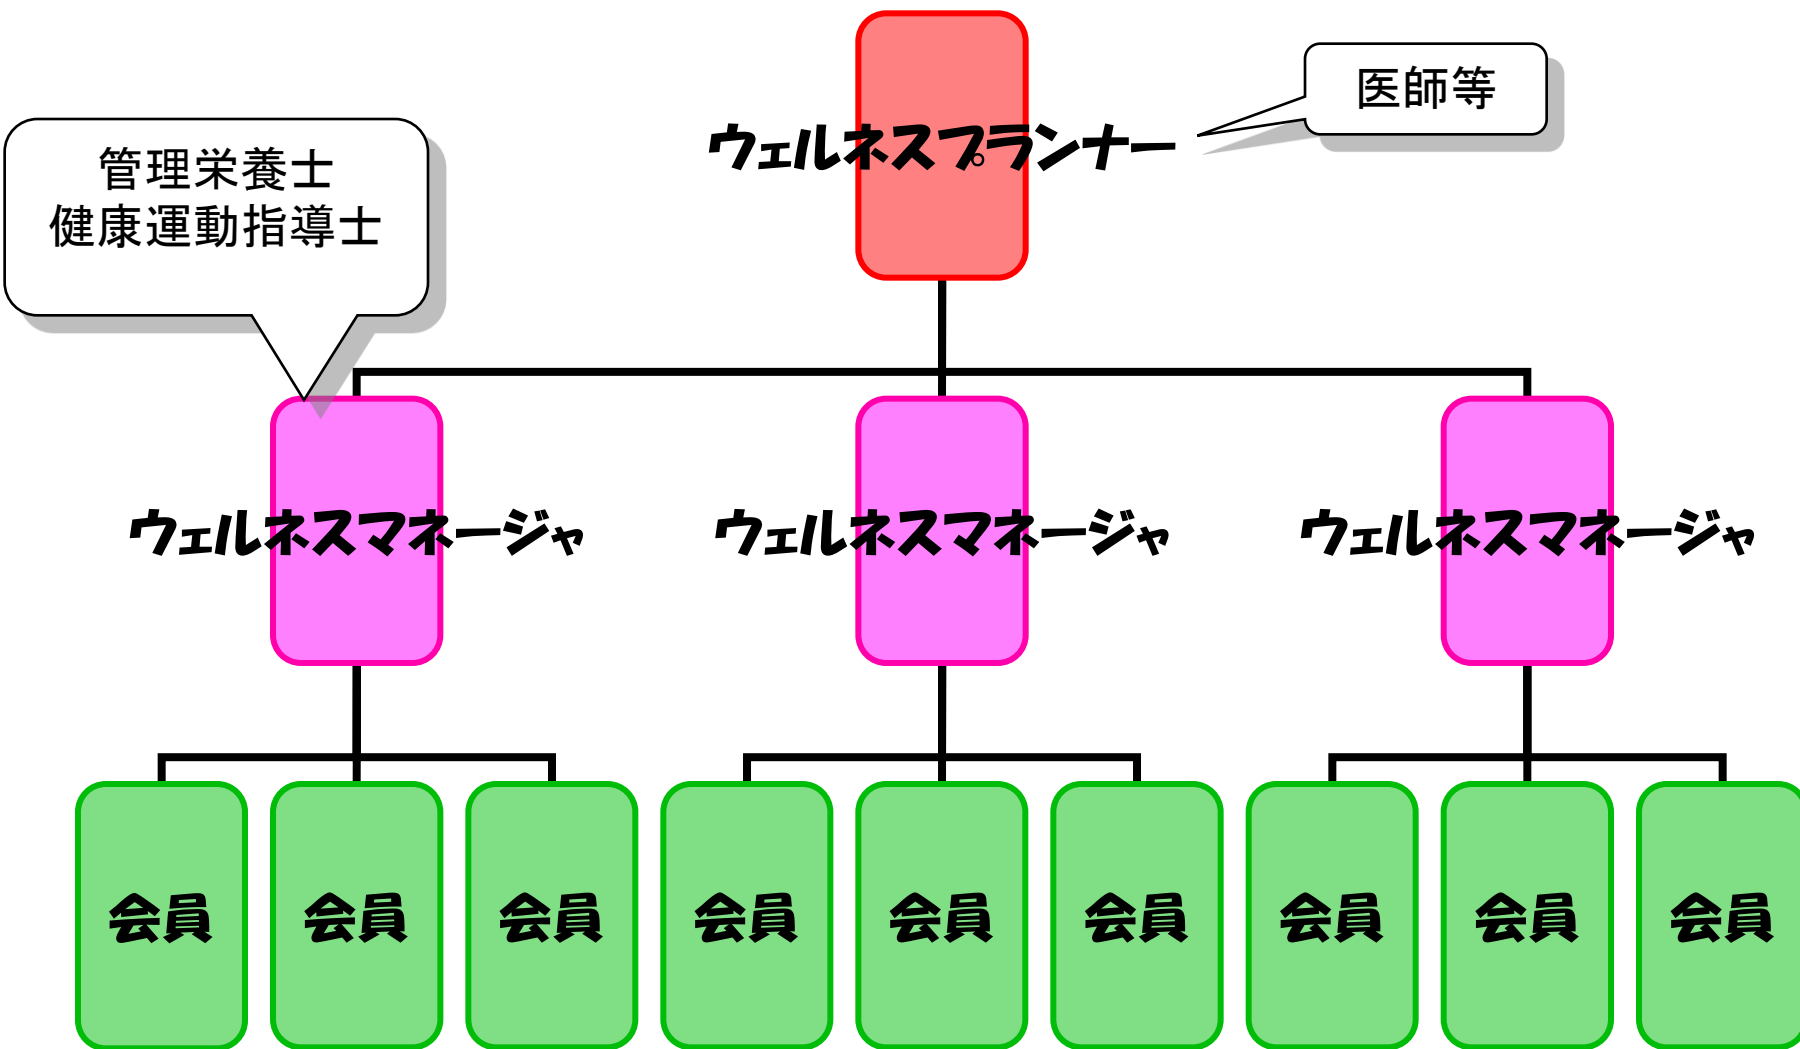 医師等
ウェルネスプランナー
管理栄養士
健康運動指導士
ウェルネスマネージャ
ウェルネスマネージャ
ウェルネスマネージャ
会員
会員
会員
会員
会員
会員
会員
会員
会員